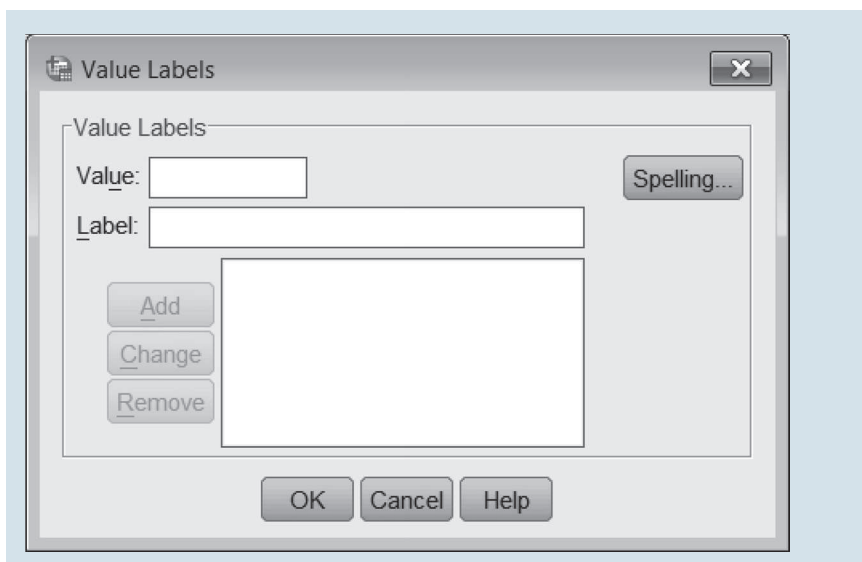 Value Labels
Value Labels
Value:
Spelling...
Label:
Add
Change
Remove
OK Cancel Help